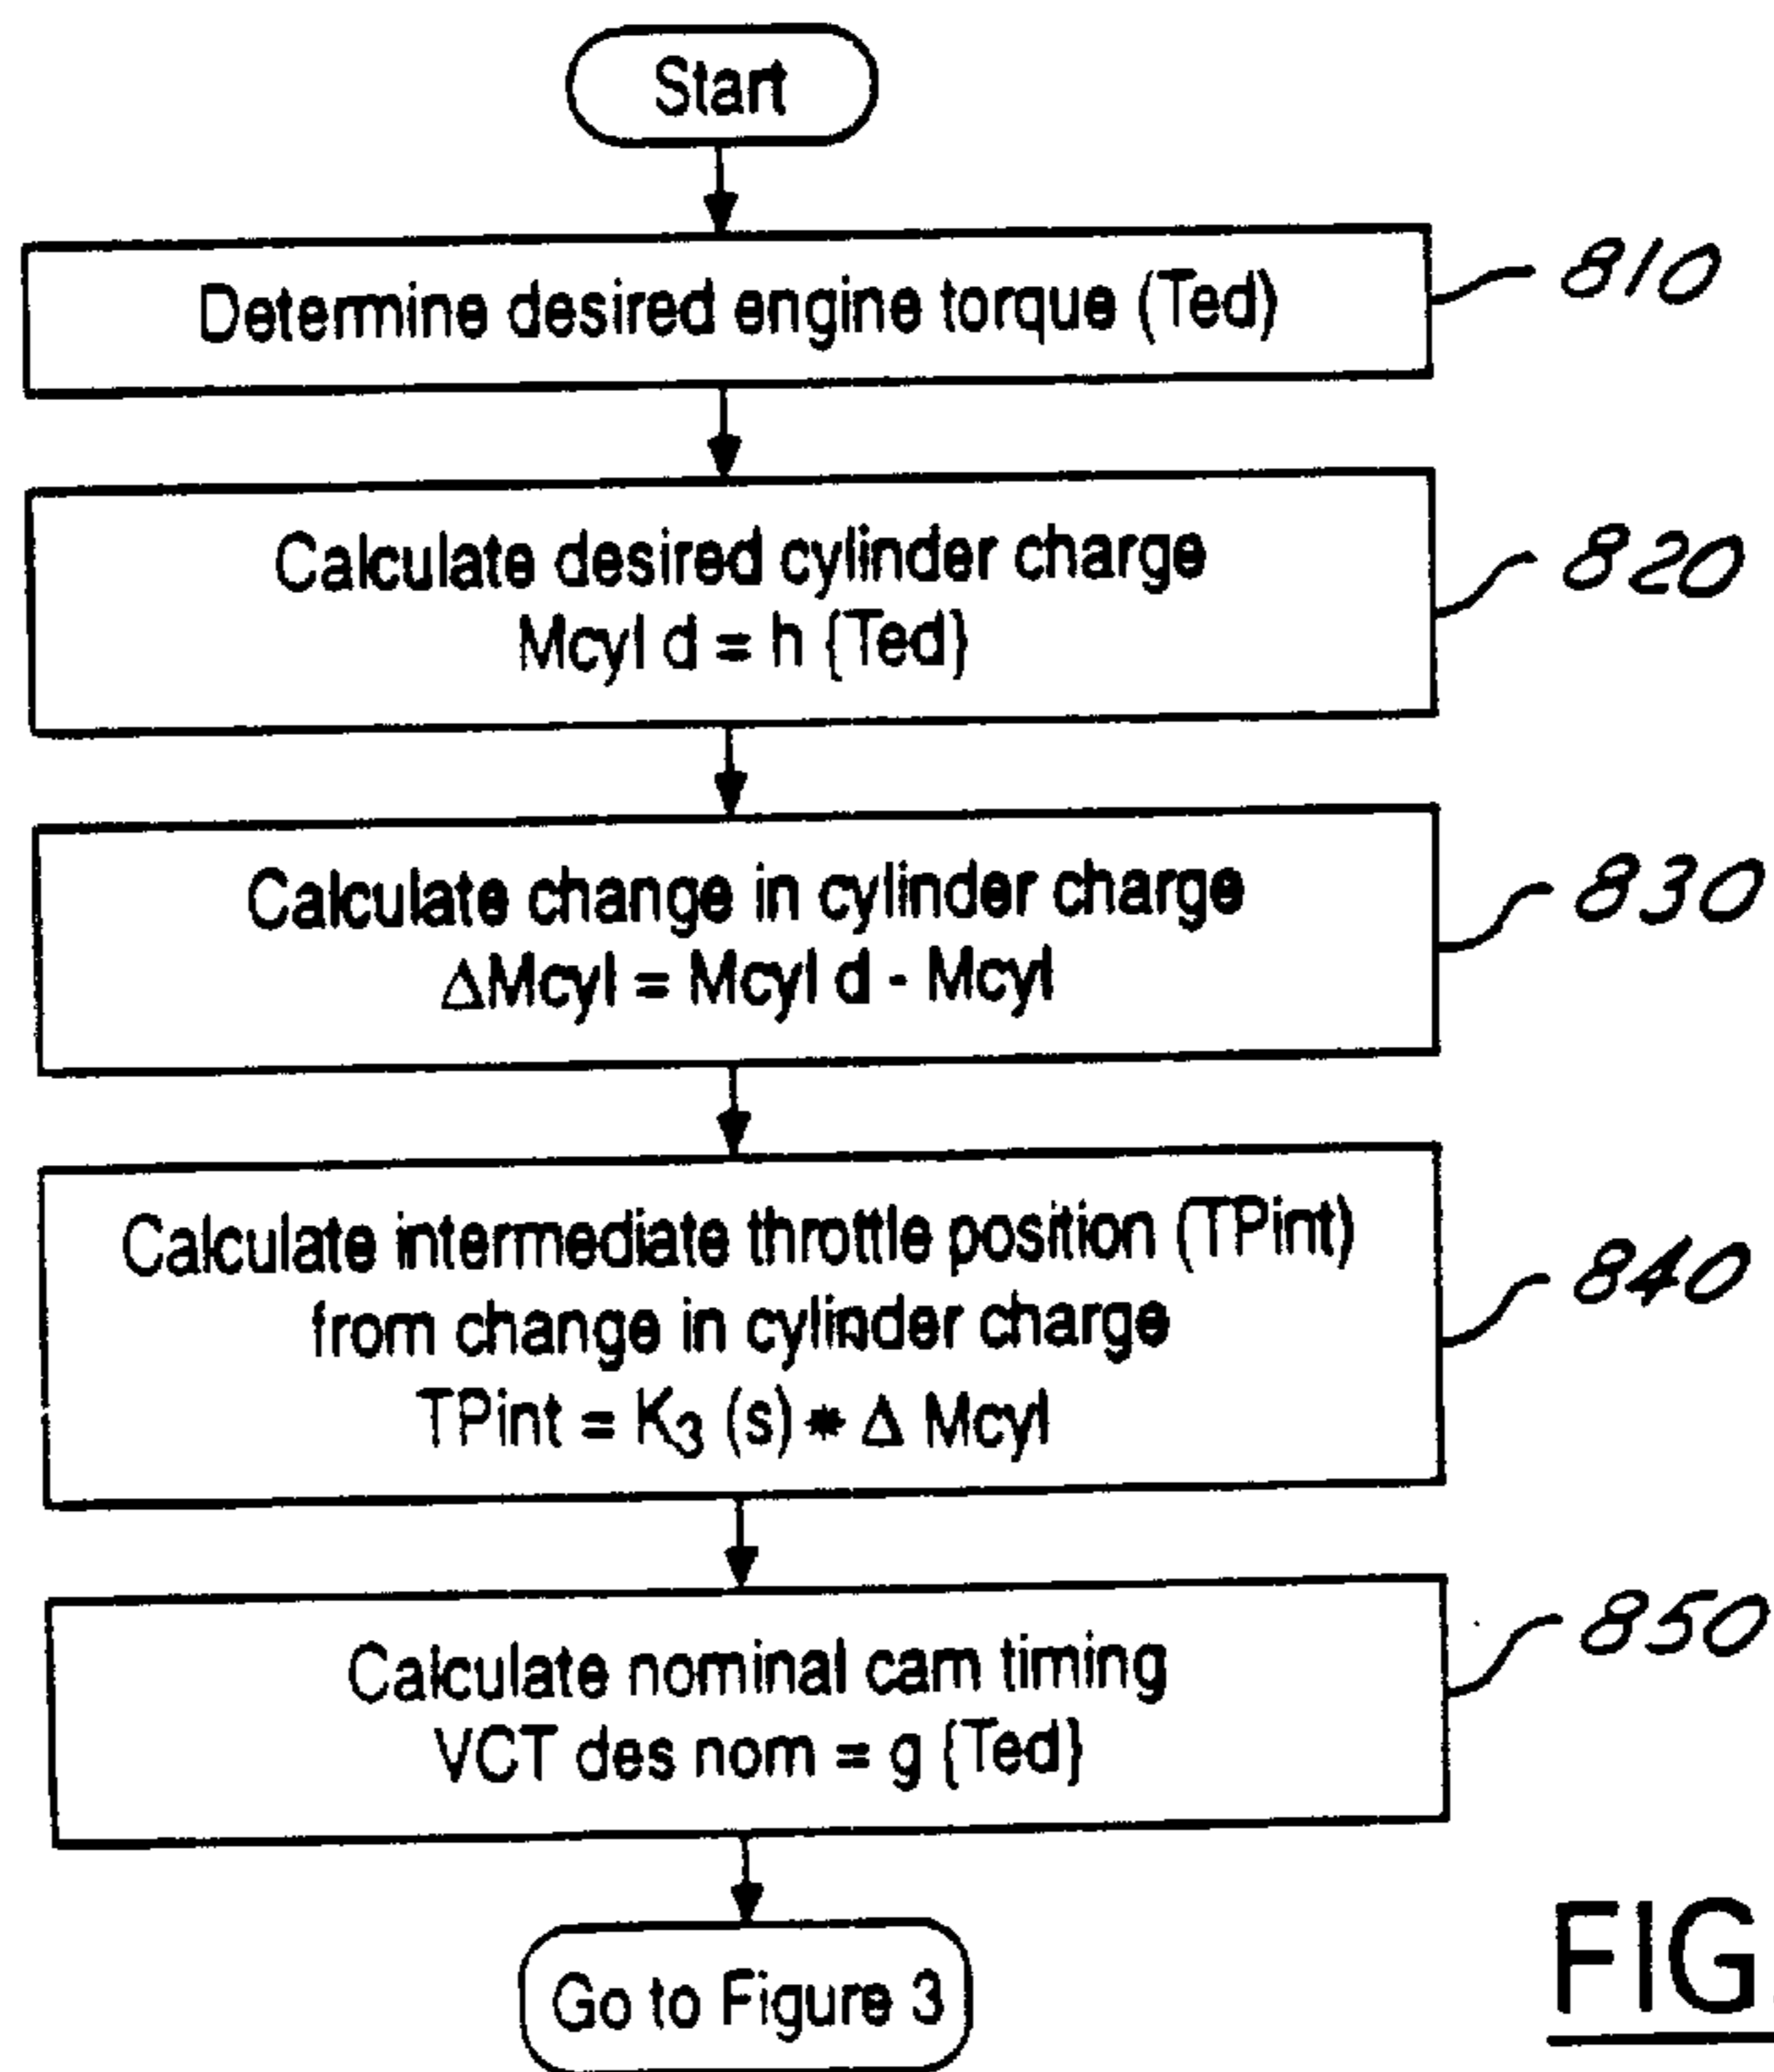 Start
Determine desired engine torque (Ted)
810
Calculate desired cylinder charge
Mcyl d = h {Ted}
820
Calculate change in cylinder charge
ΔMcyl = Mcyl d - Mcyl
830
Calculate intermediate throttle position (TPint)
from change in cylinder charge
TPint = K₃ (s) * Δ Mcyl
840
Calculate nominal cam timing
VCT des nom = g {Ted}
850
Go to Figure 3
FIG.